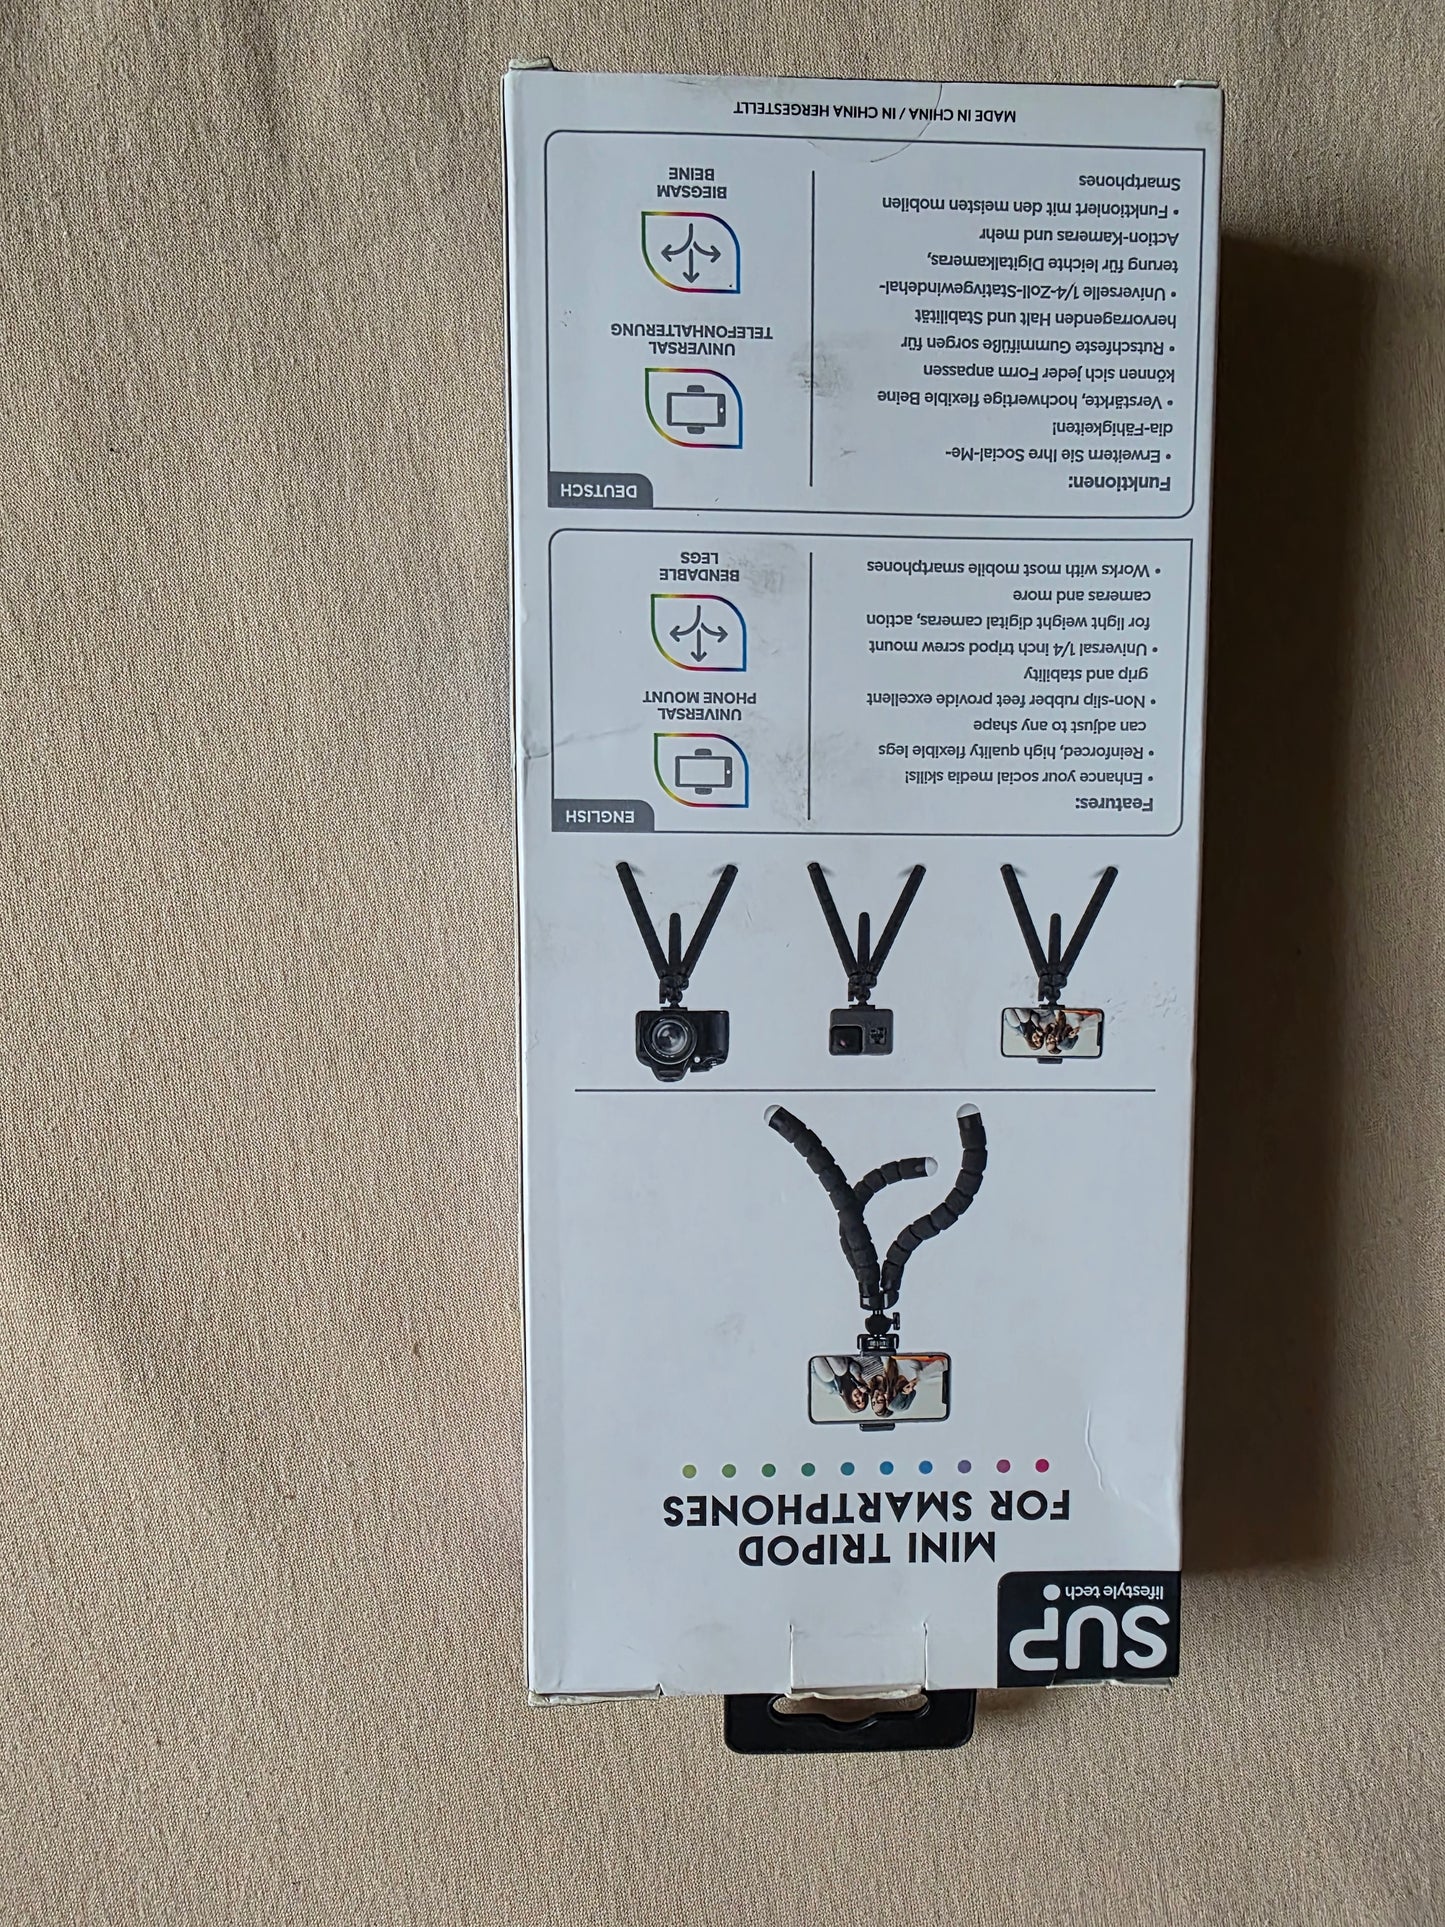 SUP
lifestyle tech
MINI TRIPOD
FOR SMARTPHONES
ENGLISH
Features:
• Enhance your social media skills!
• Reinforced, high quality flexible legs
can adjust to any shape
• Non-slip rubber feet provide excellent
grip and stability
• Universal 1/4 inch tripod screw mount
for light weight digital cameras, action
cameras and more
• Works with most mobile smartphones
UNIVERSAL
PHONE MOUNT
BENDABLE
LEGS
DEUTSCH
Funktionen:
• Erweitern Sie Ihre Social-Me-
dia-Fähigkeiten!
• Verstärkte, hochwertige flexible Beine
können sich jeder Form anpassen
• Rutschfeste Gummifüße sorgen für
hervorragenden Halt und Stabilität
• Universelle 1/4-Zoll-Stativgewindehal-
terung für leichte Digitalkameras,
Action-Kameras und mehr
• Funktioniert mit den meisten mobilen
Smartphones
UNIVERSAL
TELEFONHALTERUNG
BIEGSAM
BEINE
MADE IN CHINA / IN CHINA HERGESTELLT